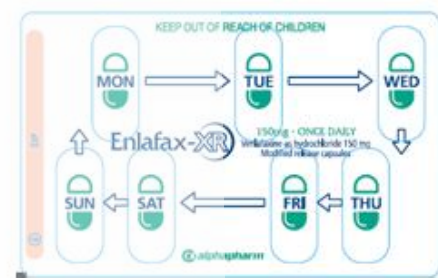 KEEP OUT OF REACH OF CHILDREN
MON
TUE
WED
Enlafax-XR
150mg - ONCE DAILY
Venlafaxine as hydrochloride 150 mg
Modified release capsules
SUN
SAT
FRI
THU
alphapharm